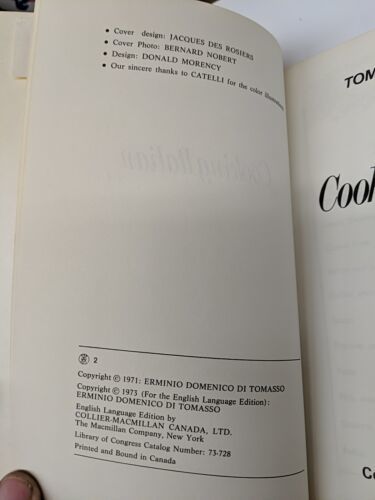 • Cover design: JACQUES DES ROSIERS
• Cover Photo: BERNARD NOBERT
• Design: DONALD MORENCY
• Our sincere thanks to CATELLI for the color illustrations
Cooking Italian
2
Copyright © 1971: ERMINIO DOMENICO DI TOMASSO
Copyright © 1973 (For the English Language Edition):
ERMINIO DOMENICO DI TOMASSO
English Language Edition by
COLLIER-MACMILLAN CANADA, LTD.
The Macmillan Company, New York
Library of Congress Catalog Number: 73-728
Printed and Bound in Canada
TOM
Cook
Co